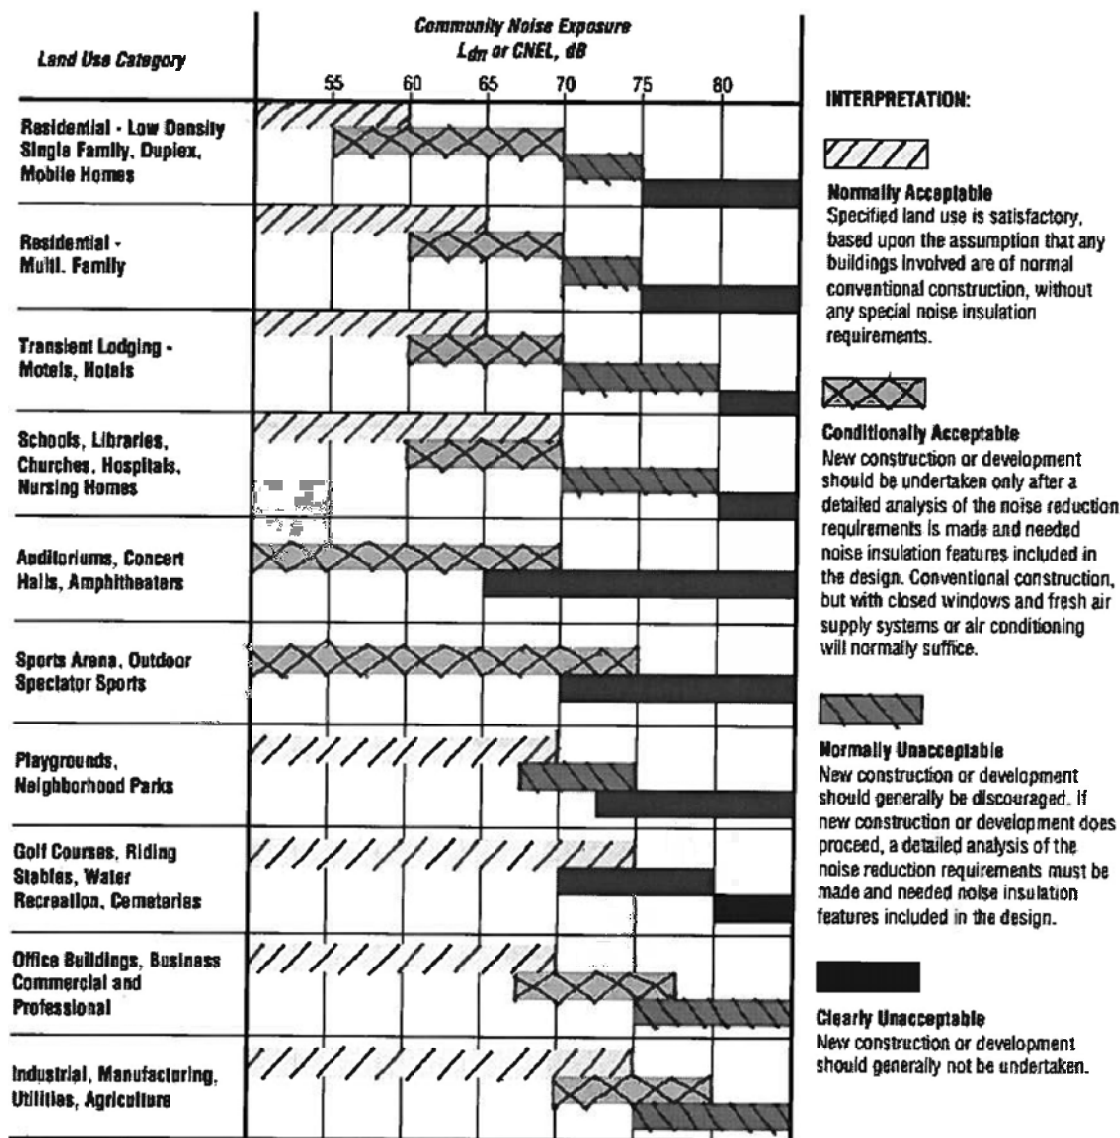 Community Noise Exposure
Ldn or CNEL, dB
Land Use Category
55 60 65 70 75 80
Residential - Low Density
Single Family, Duplex,
Mobile Homes
Residential -
Multi. Family
Transient Lodging -
Motels, Hotels
Schools, Libraries,
Churches, Hospitals,
Nursing Homes
Auditoriums, Concert
Halls, Amphitheaters
Sports Arena, Outdoor
Spectator Sports
Playgrounds,
Neighborhood Parks
Golf Courses, Riding
Stables, Water
Recreation, Cemeteries
Office Buildings, Business
Commercial and
Professional
Industrial, Manufacturing,
Utilities, Agriculture
INTERPRETATION:
Normally Acceptable
Specified land use is satisfactory,
based upon the assumption that any
buildings involved are of normal
conventional construction, without
any special noise insulation
requirements.
Conditionally Acceptable
New construction or development
should be undertaken only after a
detailed analysis of the noise reduction
requirements is made and needed
noise insulation features included in
the design. Conventional construction,
but with closed windows and fresh air
supply systems or air conditioning
will normally suffice.
Normally Unacceptable
New construction or development
should generally be discouraged. If
new construction or development does
proceed, a detailed analysis of the
noise reduction requirements must be
made and needed noise insulation
features included in the design.
Clearly Unacceptable
New construction or development
should generally not be undertaken.